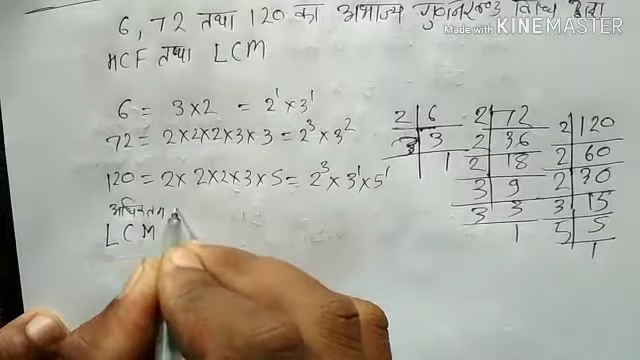 6, 72 तथा 120 का अभाज्य गुणनखण्ड विधि द्वारा
Made with KINEMASTER
HCF तथा LCM
6 = 3×2 = 2¹×3¹
72 = 2×2×2×3×3 = 2³×3²
120 = 2×2×2×3×5 = 2³×3¹×5¹
अधिकतम
LCM
2 6
3 3
1
2 72
2 36
2 18
3 9
3 3
1
2 120
2 60
2 30
3 15
5 5
1